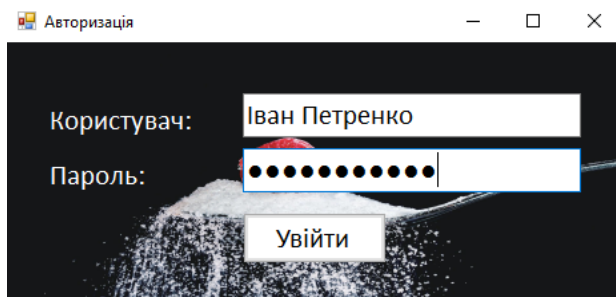 Авторизація
Користувач: Іван Петренко
Пароль: ●●●●●●●●●●●
Увійти